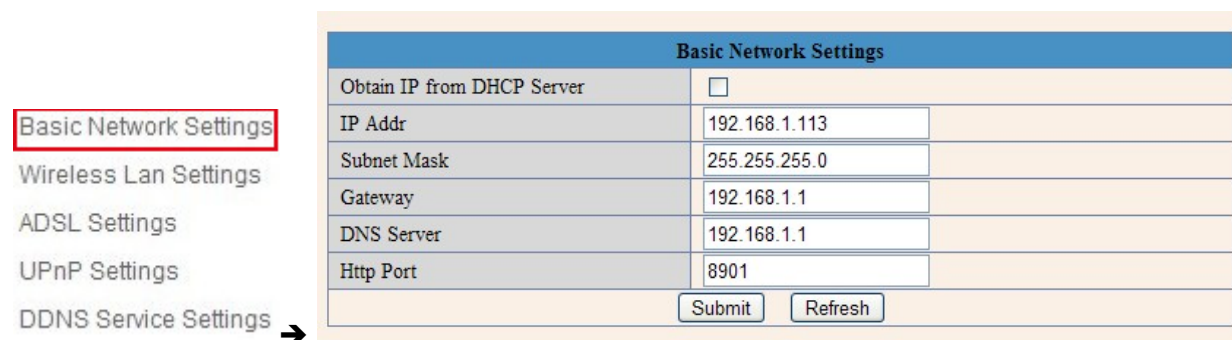 Basic Network Settings
Wireless Lan Settings
ADSL Settings
UPnP Settings
DDNS Service Settings ➔
Basic Network Settings
Obtain IP from DHCP Server
IP Addr 192.168.1.113
Subnet Mask 255.255.255.0
Gateway 192.168.1.1
DNS Server 192.168.1.1
Http Port 8901
Submit Refresh